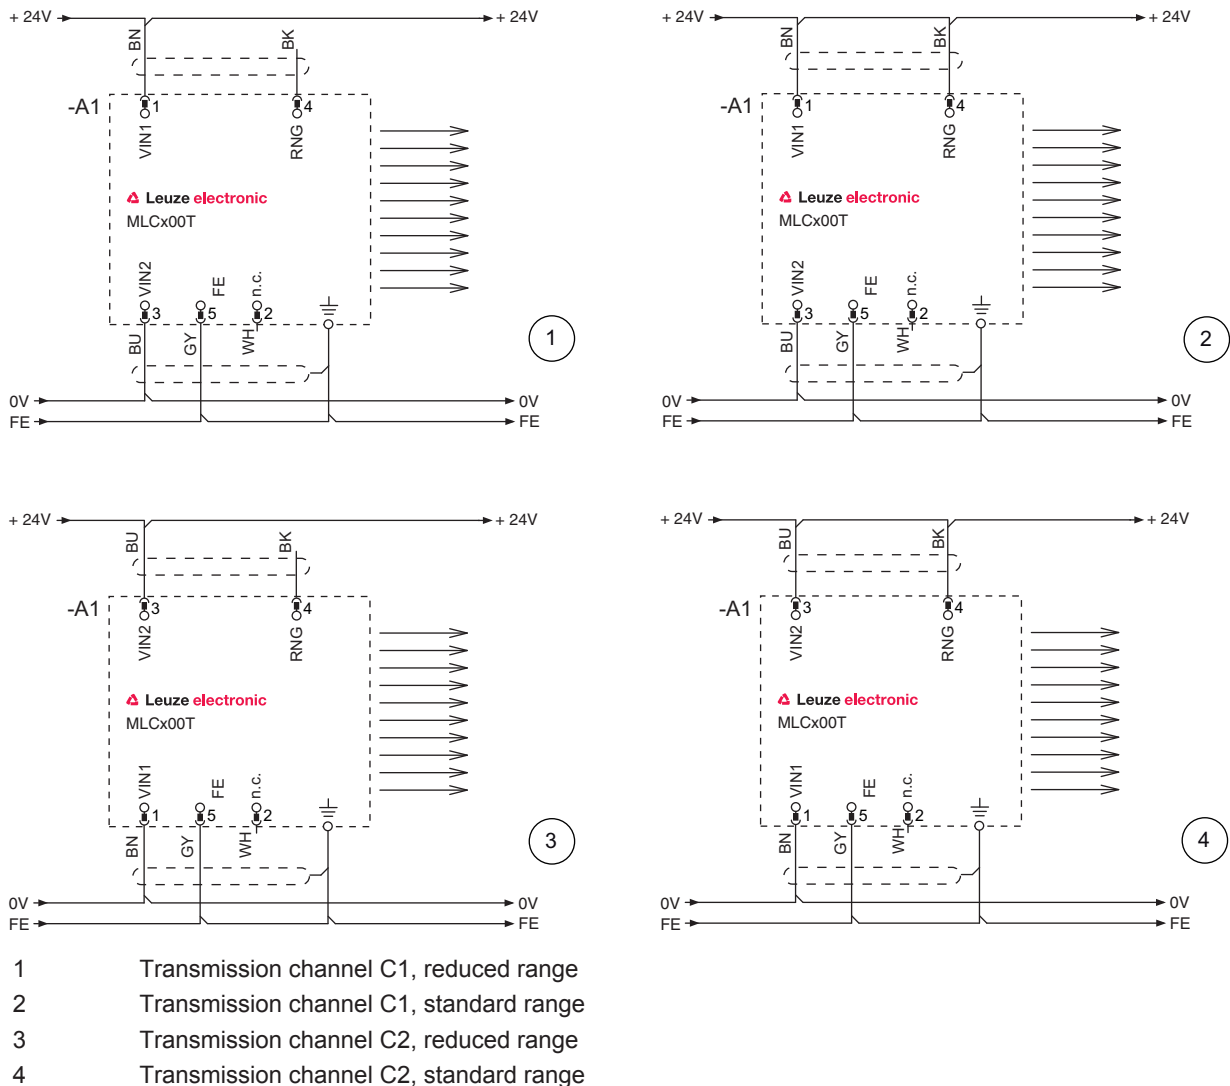 + 24V
+ 24V
BN
BK
-A1
1
4
VIN1
RNG
Leuze electronic
MLCx00T
VIN2
FE
n.c.
3
5
2
BU
GY
WH
1
0V
0V
FE
FE
+ 24V
+ 24V
BN
BK
-A1
1
4
VIN1
RNG
Leuze electronic
MLCx00T
VIN2
FE
n.c.
3
5
2
BU
GY
WH
2
0V
0V
FE
FE
+ 24V
+ 24V
BU
BK
-A1
3
4
VIN2
RNG
Leuze electronic
MLCx00T
VIN1
FE
n.c.
1
5
2
BN
GY
WH
3
0V
0V
FE
FE
+ 24V
+ 24V
BU
BK
-A1
3
4
VIN2
RNG
Leuze electronic
MLCx00T
VIN1
FE
n.c.
1
5
2
BN
GY
WH
4
0V
0V
FE
FE
1 Transmission channel C1, reduced range
2 Transmission channel C1, standard range
3 Transmission channel C2, reduced range
4 Transmission channel C2, standard range